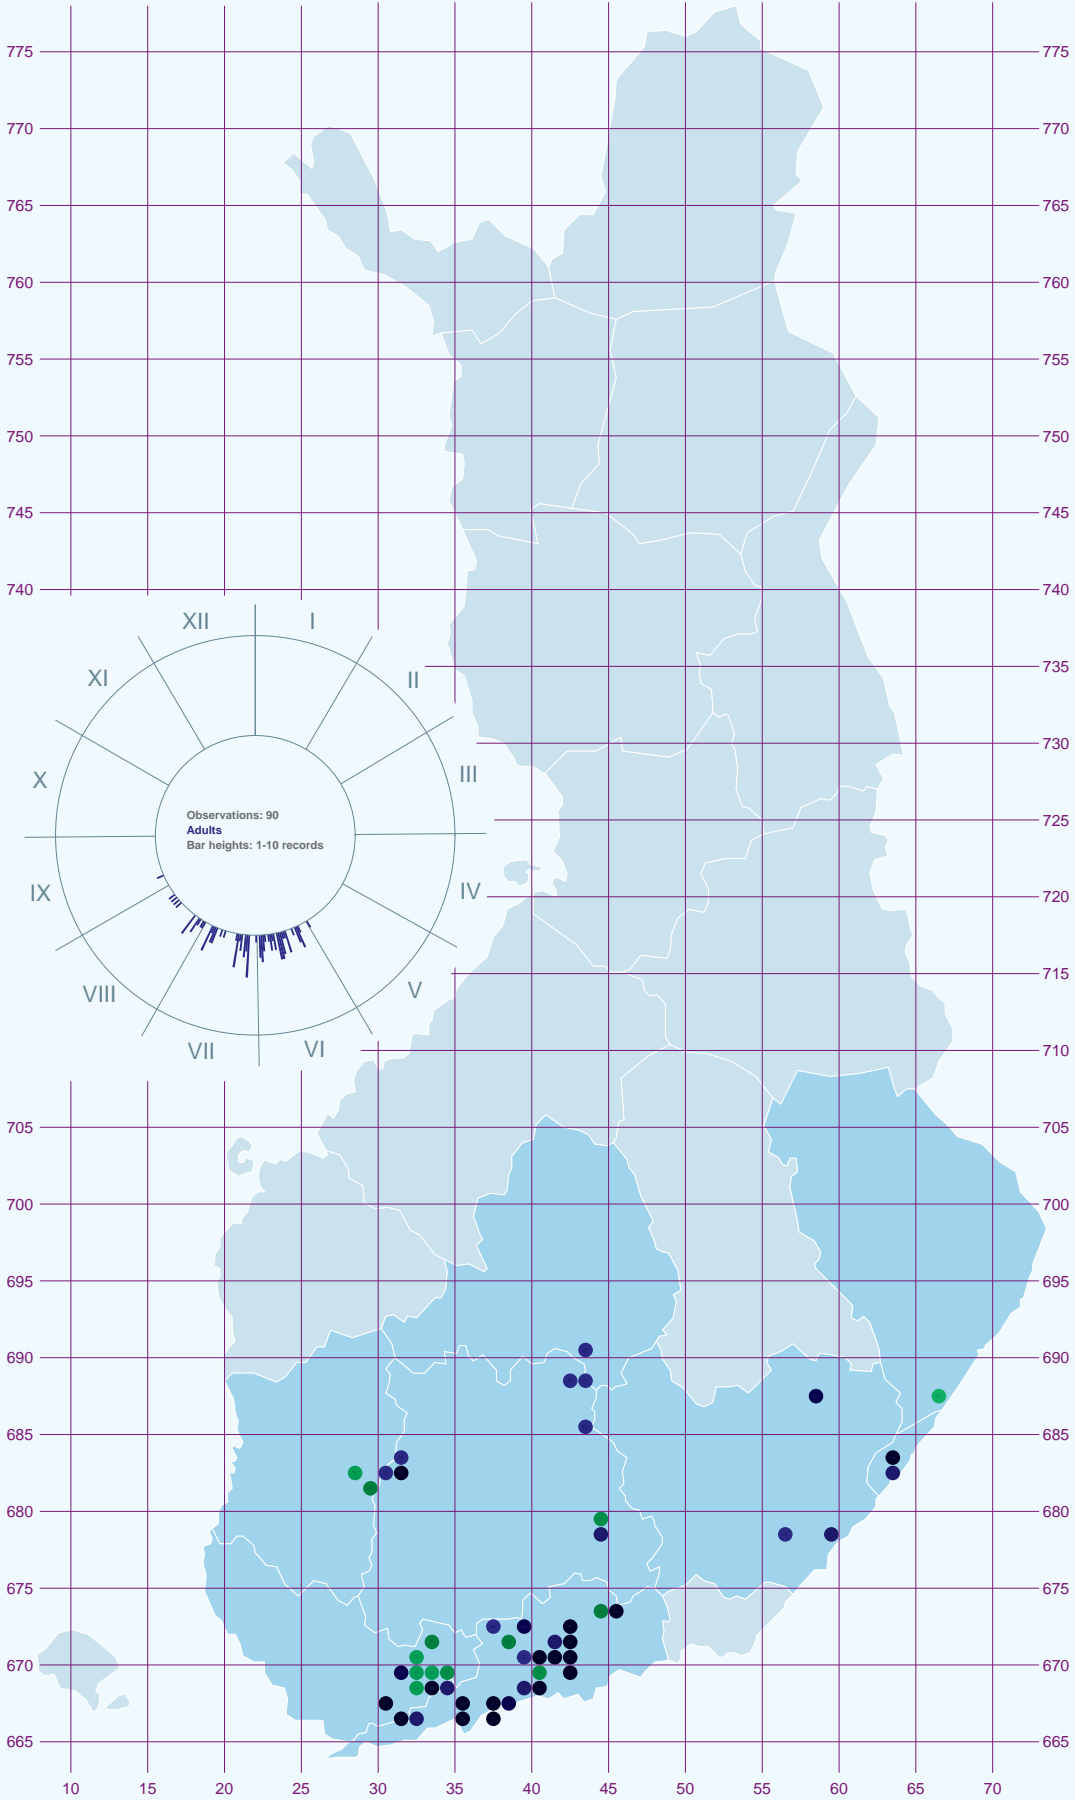 775 775
770 770
765 765
760 760
755 755
750 750
745 745
740 740
XII I
735
XI II
730
X III
Observations: 90
Adults
Bar heights: 1-10 records
725
IX IV
720
VIII V
715
VII VI
710
705 705
700 700
695 695
690 690
685 685
680 680
675 675
670 670
665 665
10 15 20 25 30 35 40 45 50 55 60 65 70